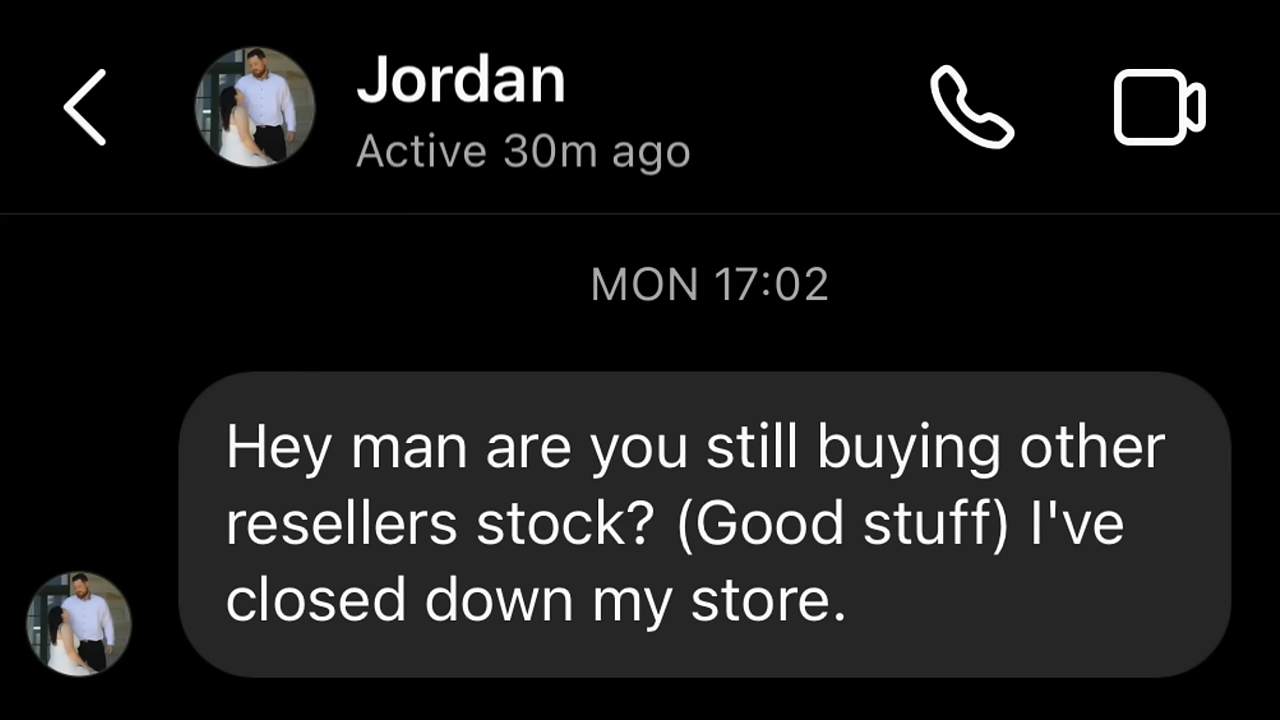 Jordan
Active 30m ago
MON 17:02
Hey man are you still buying other
resellers stock? (Good stuff) I've
closed down my store.